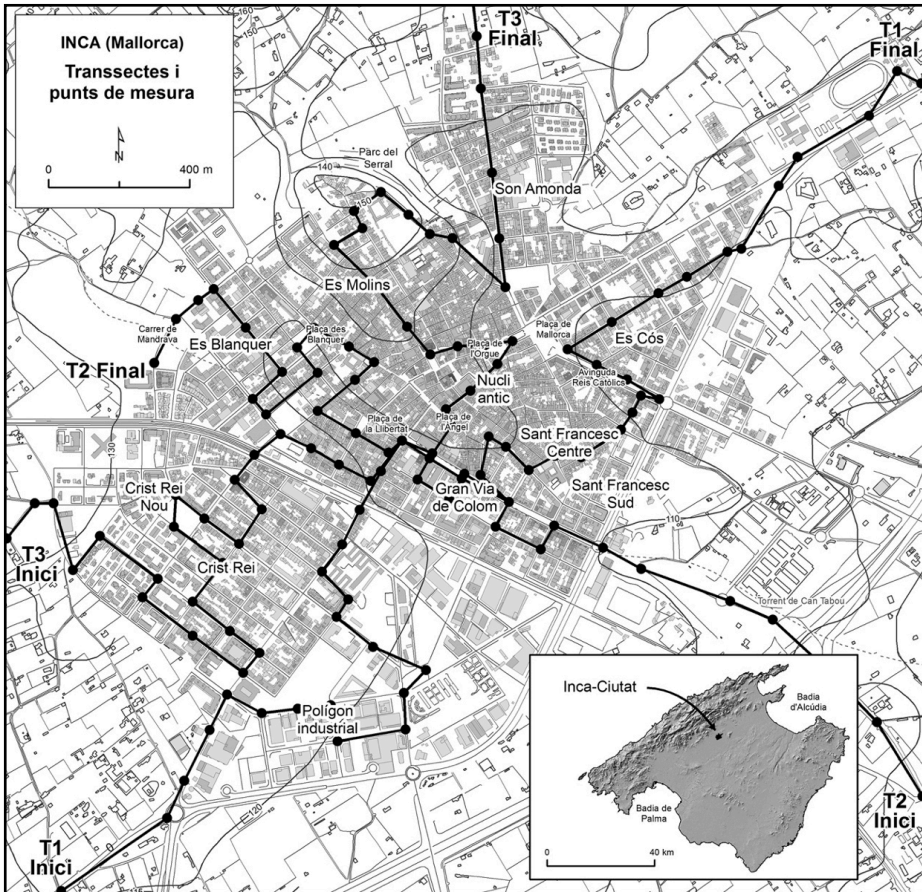 INCA (Mallorca)
Transsectes i
punts de mesura
N
0
400 m
160
150
T3
Final
T1
Final
Parc del
Serral
140
150
Son Amonda
Es Molins
Carrer de
Mandrava
Es Blanquer
Plaça des
Blanquer
Plaça de
l'Orgue
Plaça de
Mallorca
Es Cós
T2 Final
Nucli
antic
Avinguda
Reis Catòlics
Plaça de
la Llibertat
Plaça de
l'Àngel
Sant Francesc
Centre
130
Crist Rei
Nou
Gran Via
de Colom
Sant Francesc
Sud
110
T3
Inici
Crist Rei
Torrent de Can Tabou
Polígon
industrial
120
T1
Inici
T2
Inici
Inca-Ciutat
Badia
d'Alcúdia
Badia de
Palma
0
40 km